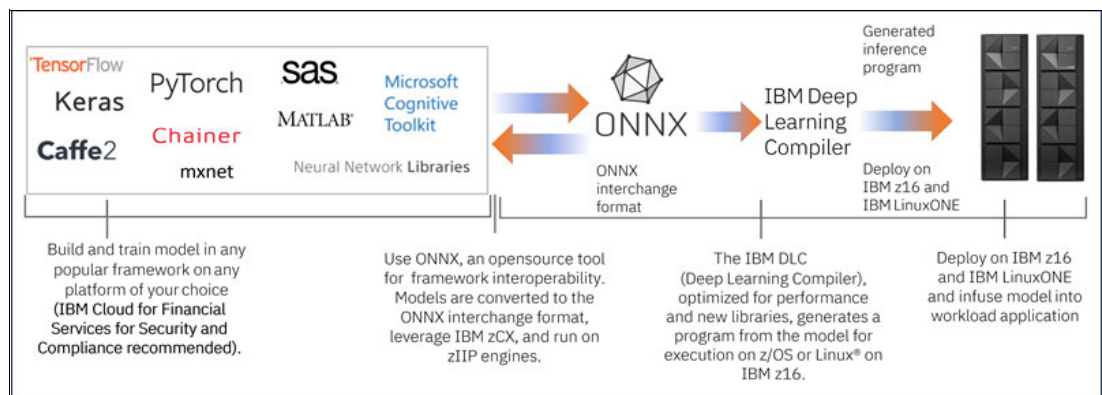 TensorFlow
Keras
Caffe2
PyTorch
Chainer
mxnet
sas
MATLAB®
Microsoft
Cognitive
Toolkit
Neural Network Libraries
ONNX
ONNX
interchange
format
IBM Deep
Learning
Compiler
Generated
inference
program
Deploy on
IBM z16 and
IBM LinuxONE
Build and train model in any
popular framework on any
platform of your choice
(IBM Cloud for Financial
Services for Security and
Compliance recommended).
Use ONNX, an opensource tool
for framework interoperability.
Models are converted to the
ONNX interchange format,
leverage IBM zCX, and run on
zIIP engines.
The IBM DLC
(Deep Learning Compiler),
optimized for performance
and new libraries, generates a
program from the model for
execution on z/OS or Linux® on
IBM z16.
Deploy on IBM z16
and IBM LinuxONE
and infuse model into
workload application